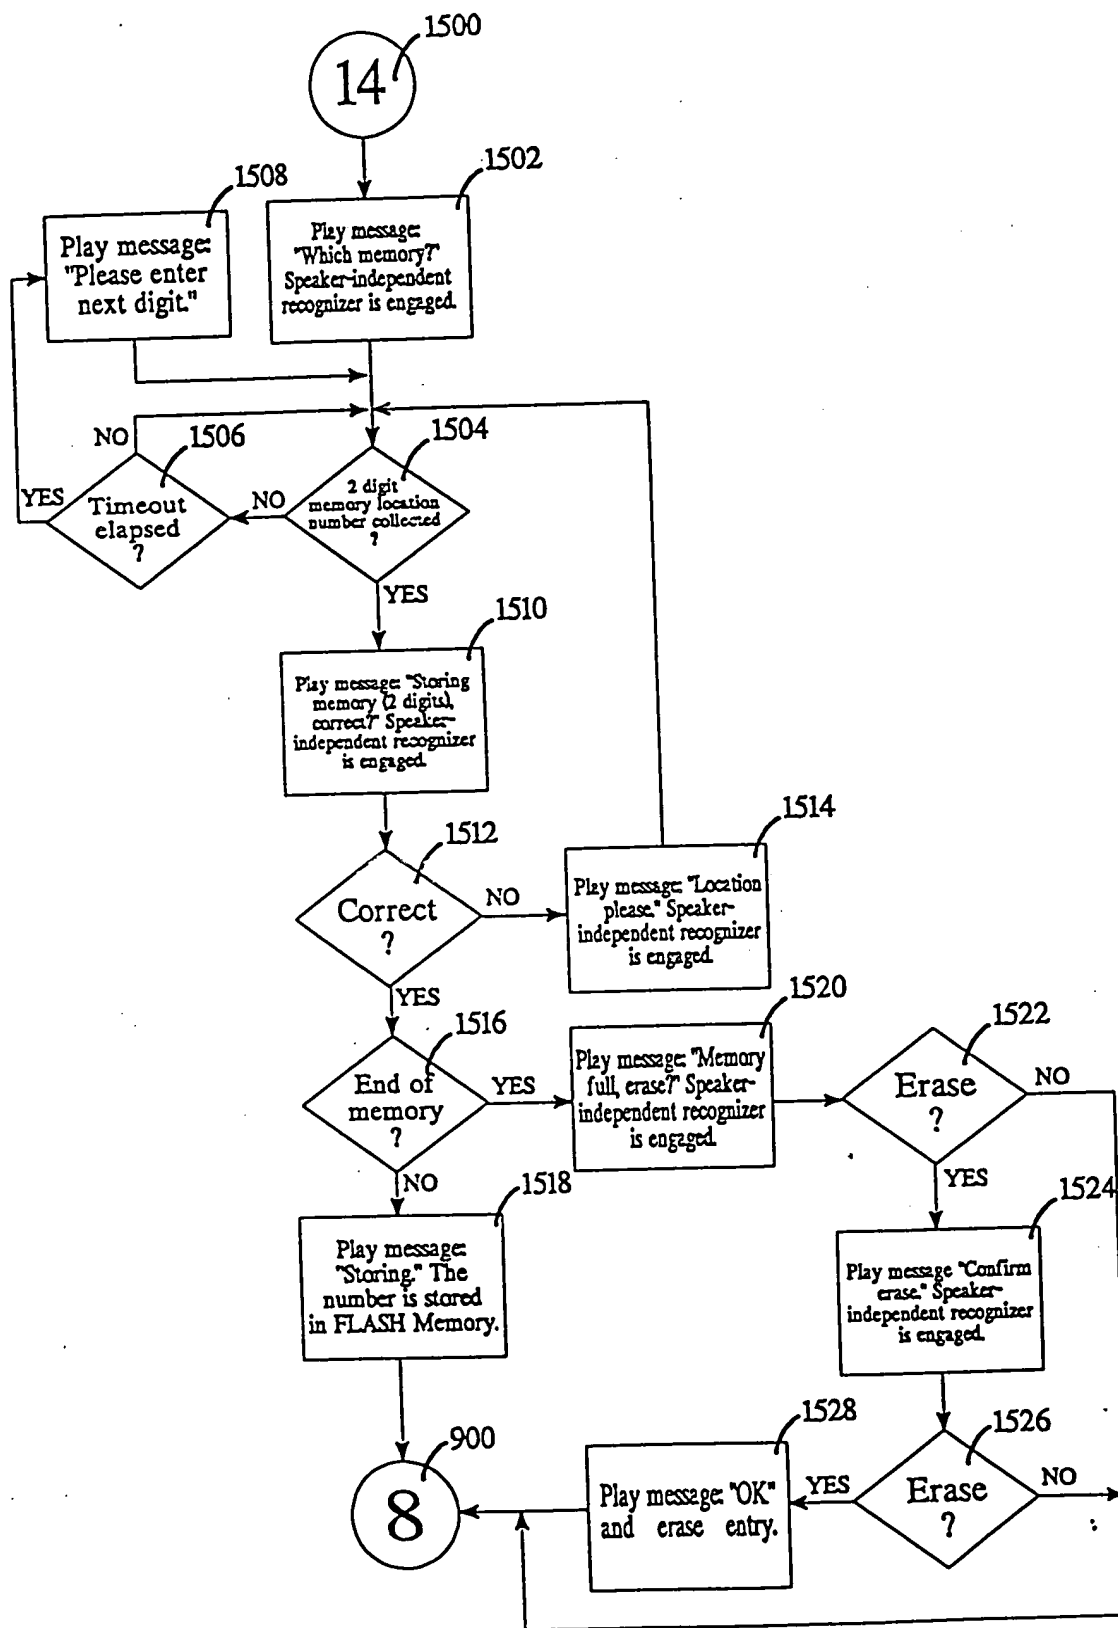 1500
14
1502
Play message:
"Which memory?"
Speaker-independent
recognizer is engaged.
1508
Play message:
"Please enter
next digit."
1504
2 digit
memory location
number collected
?
NO
1506
Timeout
elapsed
?
NO
YES
YES
1510
Play message: "Storing
memory (2 digits),
correct?" Speaker-
independent recognizer
is engaged.
1512
Correct
?
NO
1514
Play message: "Location
please." Speaker-
independent recognizer
is engaged.
YES
1516
End of
memory
?
YES
1520
Play message: "Memory
full, erase?" Speaker-
independent recognizer
is engaged.
1522
Erase
?
NO
NO
1518
Play message:
"Storing." The
number is stored
in FLASH Memory.
YES
1524
Play message "Confirm
erase." Speaker-
independent recognizer
is engaged.
1526
Erase
?
NO
YES
1528
Play message: "OK"
and erase entry.
900
8